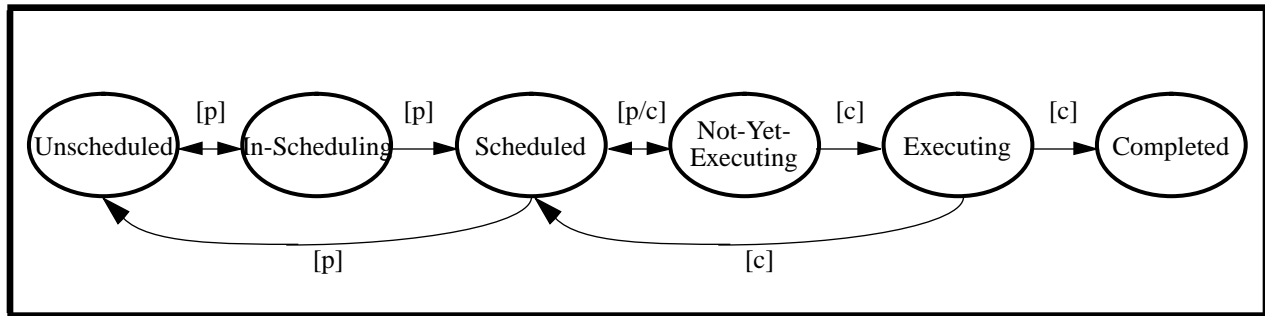 [p]
[p]
[p/c]
[c]
[c]
Unscheduled
In-Scheduling
Scheduled
Not-Yet-
Executing
Executing
Completed
[p]
[c]